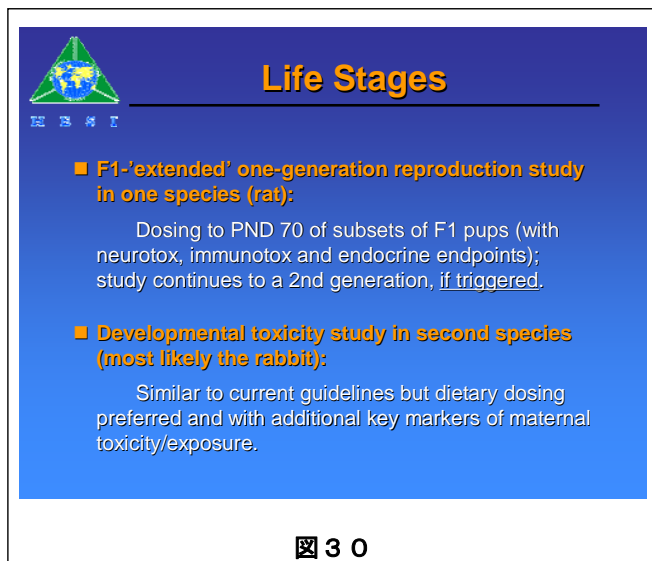 Life Stages
H E S I
■ F1-'extended' one-generation reproduction study
in one species (rat):
Dosing to PND 70 of subsets of F1 pups (with
neurotox, immunotox and endocrine endpoints);
study continues to a 2nd generation, if triggered.
■ Developmental toxicity study in second species
(most likely the rabbit):
Similar to current guidelines but dietary dosing
preferred and with additional key markers of maternal
toxicity/exposure.
図３０